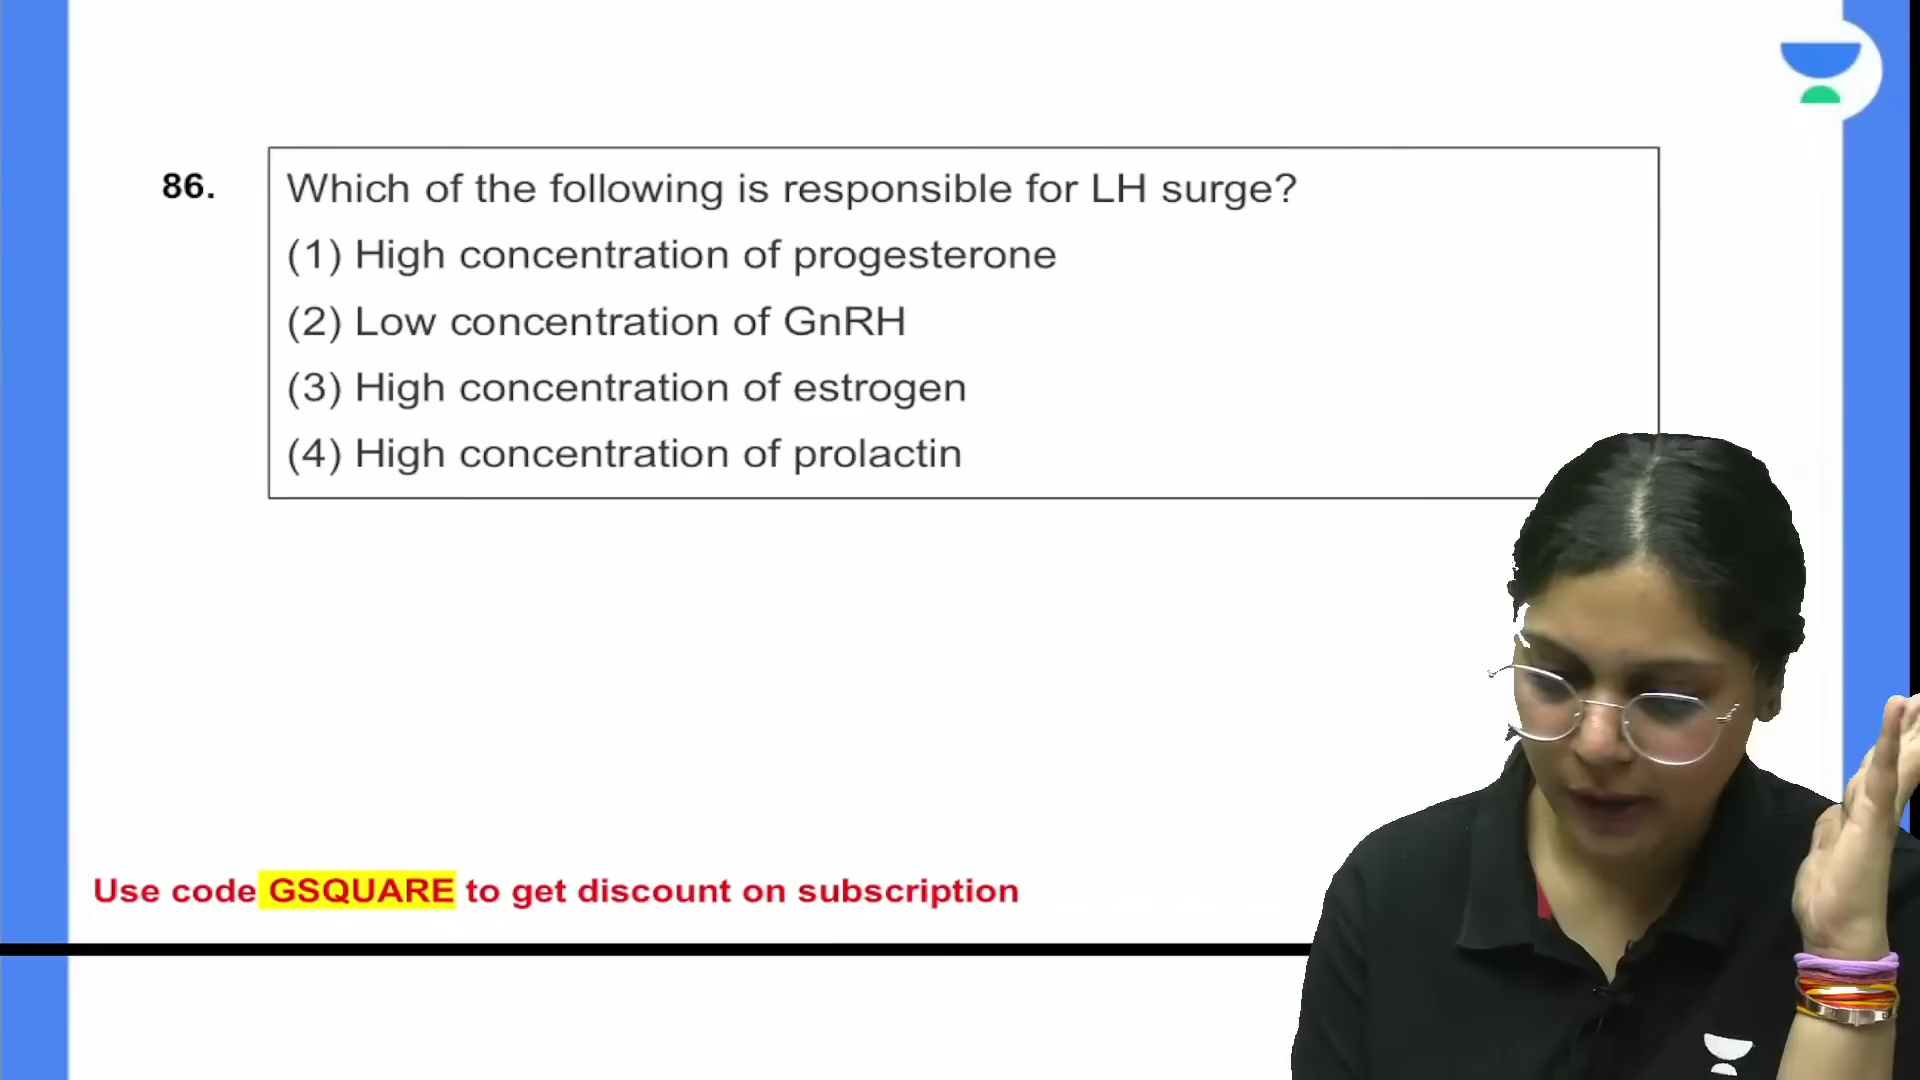 86.
Which of the following is responsible for LH surge?
(1) High concentration of progesterone
(2) Low concentration of GnRH
(3) High concentration of estrogen
(4) High concentration of prolactin
Use code GSQUARE to get discount on subscription